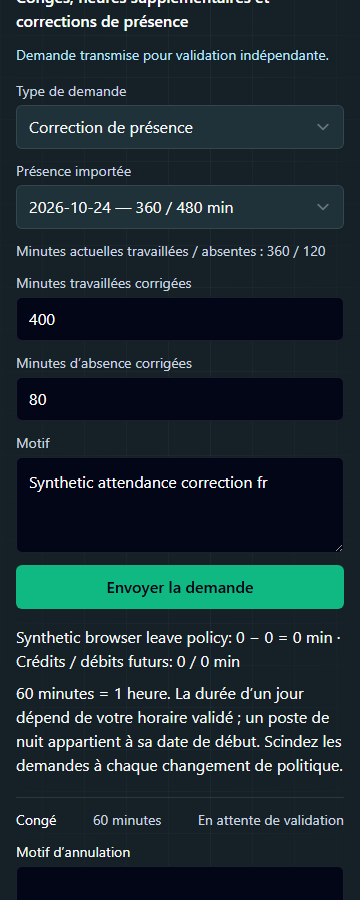 Congés, heures supplémentaires et
corrections de présence
Demande transmise pour validation indépendante.
Type de demande
Correction de présence
Présence importée
2026-10-24 — 360 / 480 min
Minutes actuelles travaillées / absentes : 360 / 120
Minutes travaillées corrigées
400
Minutes d’absence corrigées
80
Motif
Synthetic attendance correction fr
Envoyer la demande
Synthetic browser leave policy: 0 − 0 = 0 min ·
Crédits / débits futurs: 0 / 0 min
60 minutes = 1 heure. La durée d’un jour
dépend de votre horaire validé ; un poste de
nuit appartient à sa date de début. Scindez les
demandes à chaque changement de politique.
Congé 60 minutes En attente de validation
Motif d’annulation